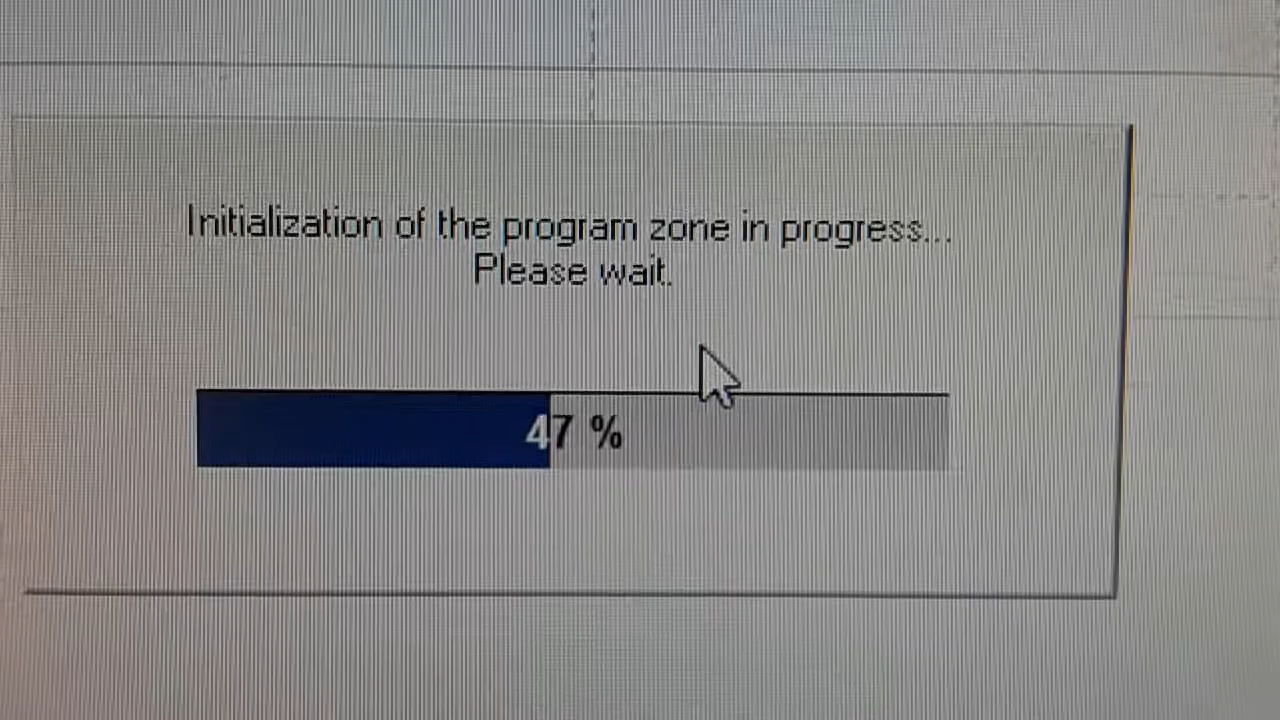 Initialization of the program zone in progress...
Please wait.
47 %